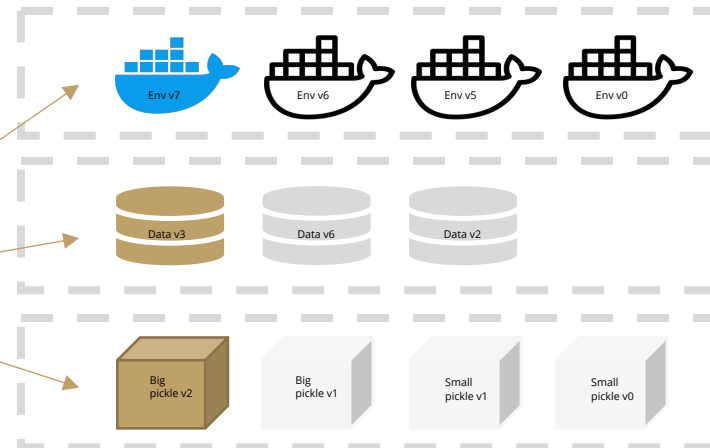 Env v7
Env v6
Env v5
Env v0
Data v3
Data v6
Data v2
Big
pickle v2
Big
pickle v1
Small
pickle v1
Small
pickle v0